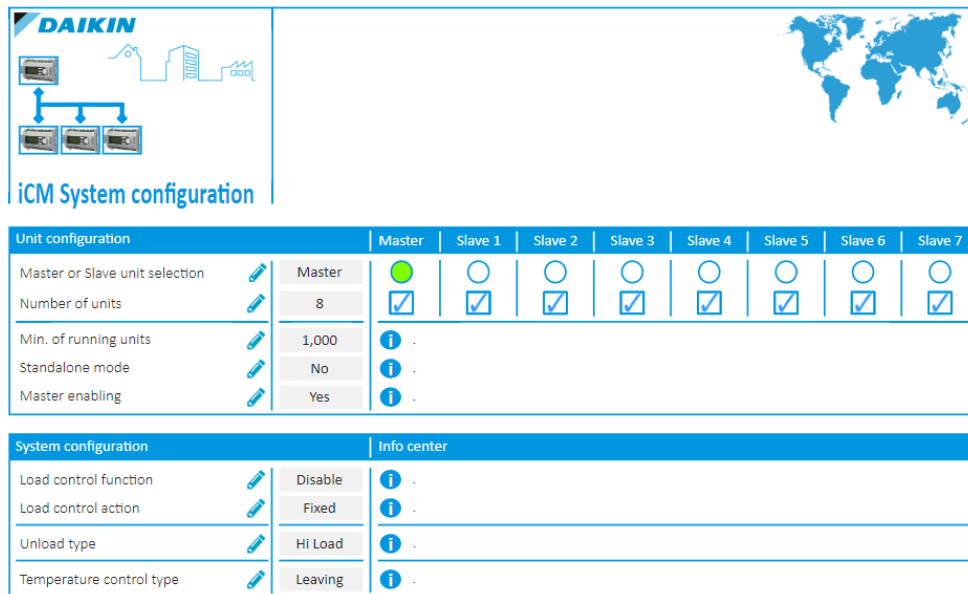 DAIKIN
iCM System configuration
Unit configuration Master Slave 1 Slave 2 Slave 3 Slave 4 Slave 5 Slave 6 Slave 7
Master or Slave unit selection Master
Number of units 8
Min. of running units 1,000 i .
Standalone mode No i .
Master enabling Yes i .
System configuration Info center
Load control function Disable i .
Load control action Fixed i .
Unload type Hi Load i .
Temperature control type Leaving i .